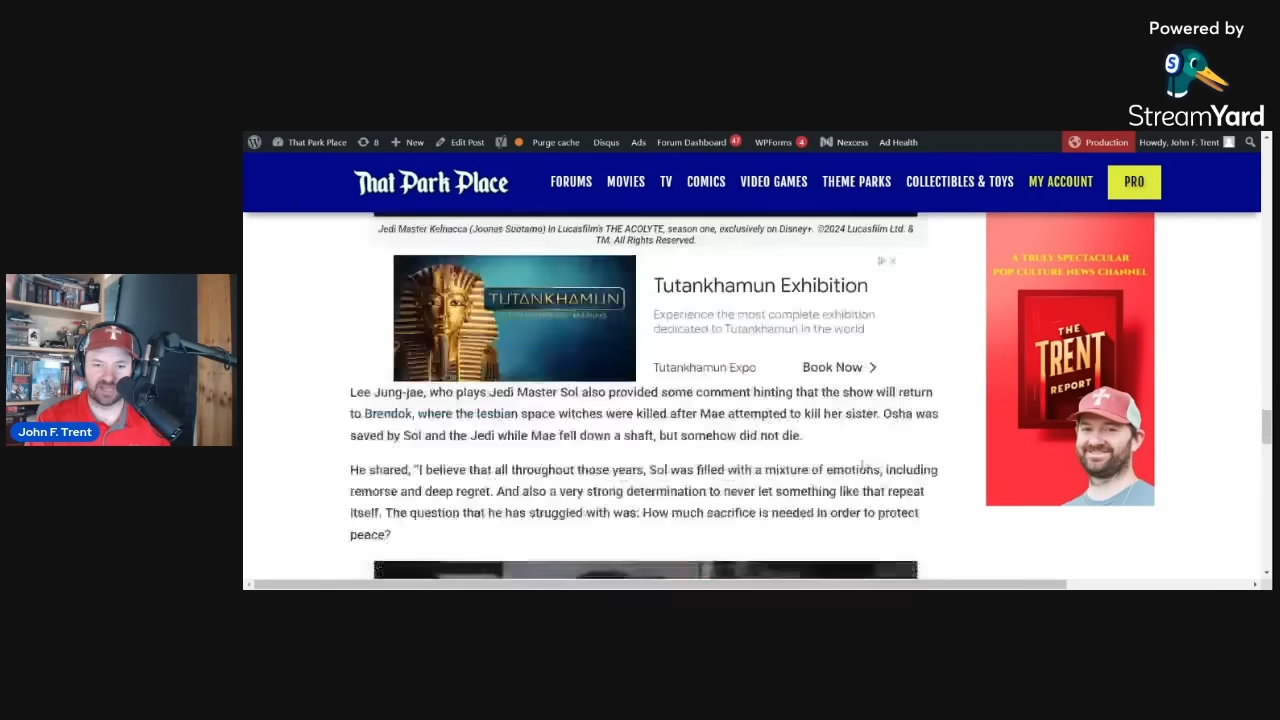 Powered by
StreamYard
That Park Place 8 New Edit Post Purge cache Disqus Ads Forum Dashboard 47 WPForms 4 Nexcess Ad Health Production Howdy, John F. Trent
That Park Place FORUMS MOVIES TV COMICS VIDEO GAMES THEME PARKS COLLECTIBLES & TOYS MY ACCOUNT PRO
Jedi Master Kelnacca (Joonas Suotamo) in Lucasfilm's THE ACOLYTE, season one, exclusively on Disney+. ©2024 Lucasfilm Ltd. &
TM. All Rights Reserved.
TUTANKHAMUN
Tutankhamun Exhibition
Experience the most complete exhibition
dedicated to Tutankhamun in the world
Tutankhamun Expo Book Now
Lee Jung-jae, who plays Jedi Master Sol also provided some comment hinting that the show will return
to Brendok, where the lesbian space witches were killed after Mae attempted to kill her sister. Osha was
saved by Sol and the Jedi while Mae fell down a shaft, but somehow did not die.
He shared, "I believe that all throughout those years, Sol was filled with a mixture of emotions, including
remorse and deep regret. And also a very strong determination to never let something like that repeat
itself. The question that he has struggled with was: How much sacrifice is needed in order to protect
peace?
A TRULY SPECTACULAR
POP CULTURE NEWS CHANNEL
THE
TRENT
REPORT
John F. Trent